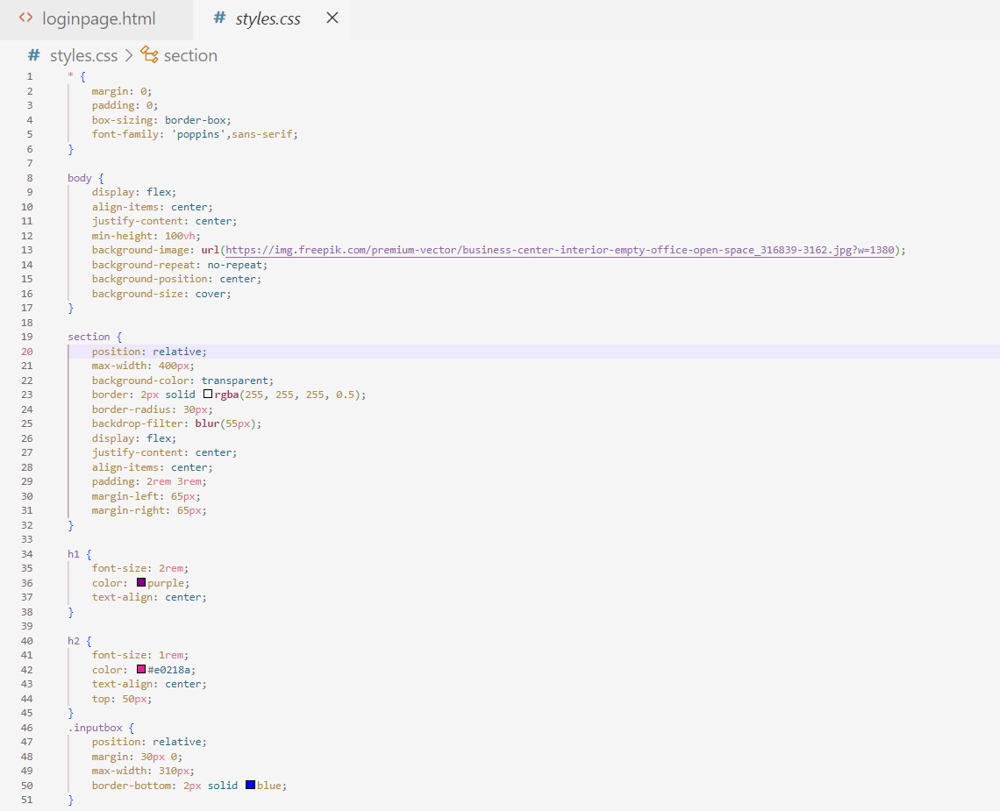 loginpage.html
styles.css
styles.css > section
1 * {
2 margin: 0;
3 padding: 0;
4 box-sizing: border-box;
5 font-family: 'poppins',sans-serif;
6 }
7
8 body {
9 display: flex;
10 align-items: center;
11 justify-content: center;
12 min-height: 100vh;
13 background-image: url(https://img.freepik.com/premium-vector/business-center-interior-empty-office-open-space_316839-3162.jpg?w=1380);
14 background-repeat: no-repeat;
15 background-position: center;
16 background-size: cover;
17 }
18
19 section {
20 position: relative;
21 max-width: 400px;
22 background-color: transparent;
23 border: 2px solid rgba(255, 255, 255, 0.5);
24 border-radius: 30px;
25 backdrop-filter: blur(55px);
26 display: flex;
27 justify-content: center;
28 align-items: center;
29 padding: 2rem 3rem;
30 margin-left: 65px;
31 margin-right: 65px;
32 }
33
34 h1 {
35 font-size: 2rem;
36 color: purple;
37 text-align: center;
38 }
39
40 h2 {
41 font-size: 1rem;
42 color: #e0218a;
43 text-align: center;
44 top: 50px;
45 }
46 .inputbox {
47 position: relative;
48 margin: 30px 0;
49 max-width: 310px;
50 border-bottom: 2px solid blue;
51 }